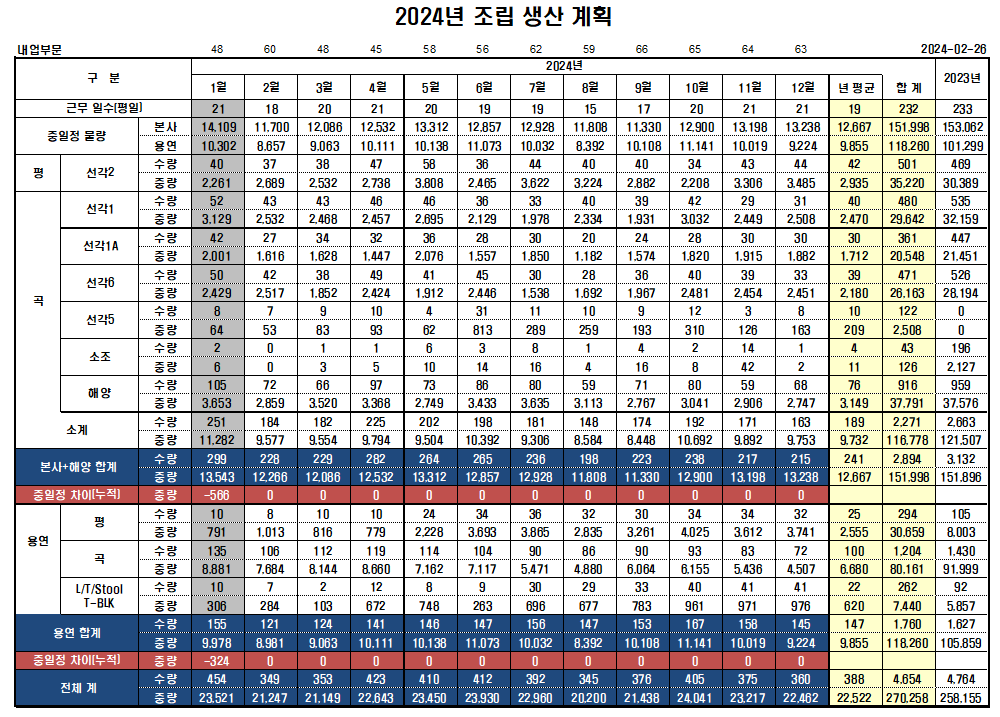 2024년 조립 생산 계획
내업부문 48 60 48 45 58 56 62 59 66 65 64 63 2024-02-26
구 분 2024년 2023년
1월 2월 3월 4월 5월 6월 7월 8월 9월 10월 11월 12월 년 평균 합 계
근무 일수(평일) 21 18 20 21 20 19 19 15 17 20 21 21 19 232 233
중일정 물량 본사 14,109 11,700 12,086 12,532 13,312 12,857 12,928 11,808 11,330 12,900 13,198 13,238 12,667 151,998 153,062
용연 10,302 8,657 9,063 10,111 10,138 11,073 10,032 8,392 10,108 11,141 10,019 9,224 9,855 118,260 101,299
평 선각2 수량 40 37 38 47 58 36 44 40 40 34 43 44 42 501 469
중량 2,261 2,689 2,532 2,738 3,808 2,465 3,622 3,224 2,882 2,208 3,306 3,485 2,935 35,220 30,389
곡 선각1 수량 52 43 43 46 46 36 33 40 39 42 29 31 40 480 535
중량 3,129 2,532 2,468 2,457 2,695 2,129 1,978 2,334 1,931 3,032 2,449 2,508 2,470 29,642 32,159
선각1A 수량 42 27 34 32 36 28 30 20 24 28 30 30 30 361 447
중량 2,001 1,616 1,628 1,447 2,076 1,557 1,850 1,182 1,574 1,820 1,915 1,882 1,712 20,548 21,451
선각6 수량 50 42 38 49 41 45 30 28 36 40 39 33 39 471 526
중량 2,429 2,517 1,852 2,424 1,912 2,446 1,538 1,692 1,967 2,481 2,454 2,451 2,180 26,163 28,194
선각5 수량 8 7 9 10 4 31 11 10 9 12 3 8 10 122 0
중량 64 53 83 93 62 813 289 259 193 310 126 163 209 2,508 0
소조 수량 2 0 1 1 6 3 8 1 4 2 14 1 4 43 196
중량 6 0 3 5 10 14 16 4 16 8 42 2 11 126 2,127
해양 수량 105 72 66 97 73 86 80 59 71 80 59 68 76 916 959
중량 3,653 2,859 3,520 3,368 2,749 3,433 3,635 3,113 2,767 3,041 2,906 2,747 3,149 37,791 37,576
소계 수량 251 184 182 225 202 198 181 148 174 192 171 163 189 2,271 2,663
중량 11,282 9,577 9,554 9,794 9,504 10,392 9,306 8,584 8,448 10,692 9,892 9,753 9,732 116,778 121,507
본사+해양 합계 수량 299 228 229 282 264 265 236 198 223 238 217 215 241 2,894 3,132
중량 13,543 12,266 12,086 12,532 13,312 12,857 12,928 11,808 11,330 12,900 13,198 13,238 12,667 151,998 151,896
중일정 차이(누적) 중량 -566 0 0 0 0 0 0 0 0 0 0 0
용연 평 수량 10 8 10 10 24 34 36 32 30 34 34 32 25 294 105
중량 791 1,013 816 779 2,228 3,693 3,865 2,835 3,261 4,025 3,612 3,741 2,555 30,659 8,003
곡 수량 135 106 112 119 114 104 90 86 90 93 83 72 100 1,204 1,430
중량 8,881 7,684 8,144 8,660 7,162 7,117 5,471 4,880 6,064 6,155 5,436 4,507 6,680 80,161 91,999
L/T/Stool T-BLK 수량 10 7 2 12 8 9 30 29 33 40 41 41 22 262 92
중량 306 284 103 672 748 263 696 677 783 961 971 976 620 7,440 5,857
용연 합계 수량 155 121 124 141 146 147 156 147 153 167 158 145 147 1,760 1,627
중량 9,978 8,981 9,063 10,111 10,138 11,073 10,032 8,392 10,108 11,141 10,019 9,224 9,855 118,260 105,859
중일정 차이(누적) 중량 -324 0 0 0 0 0 0 0 0 0 0 0
전체 계 수량 454 349 353 423 410 412 392 345 376 405 375 360 388 4,654 4,764
중량 23,521 21,247 21,149 22,643 23,450 23,930 22,960 20,200 21,438 24,041 23,217 22,462 22,522 270,258 258,155